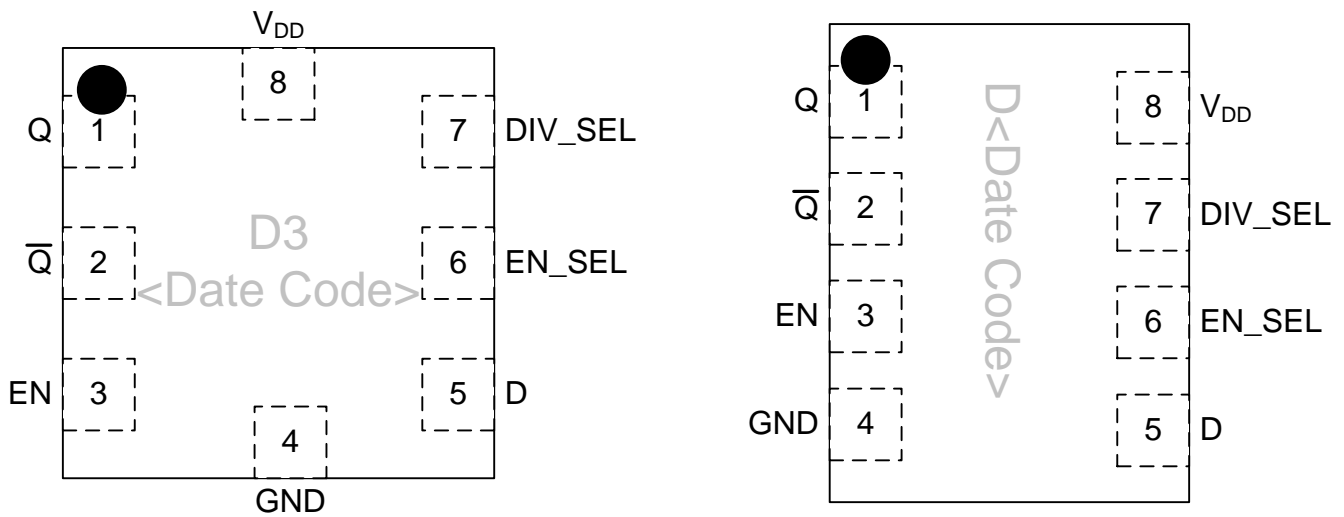 VDD
8
Q 1
7 DIV_SEL
D3
Q̅ 2
6 EN_SEL
<Date Code>
EN 3
5 D
4
GND
Q 1
8 VDD
Q̅ 2
7 DIV_SEL
D<Date Code>
EN 3
6 EN_SEL
GND 4
5 D